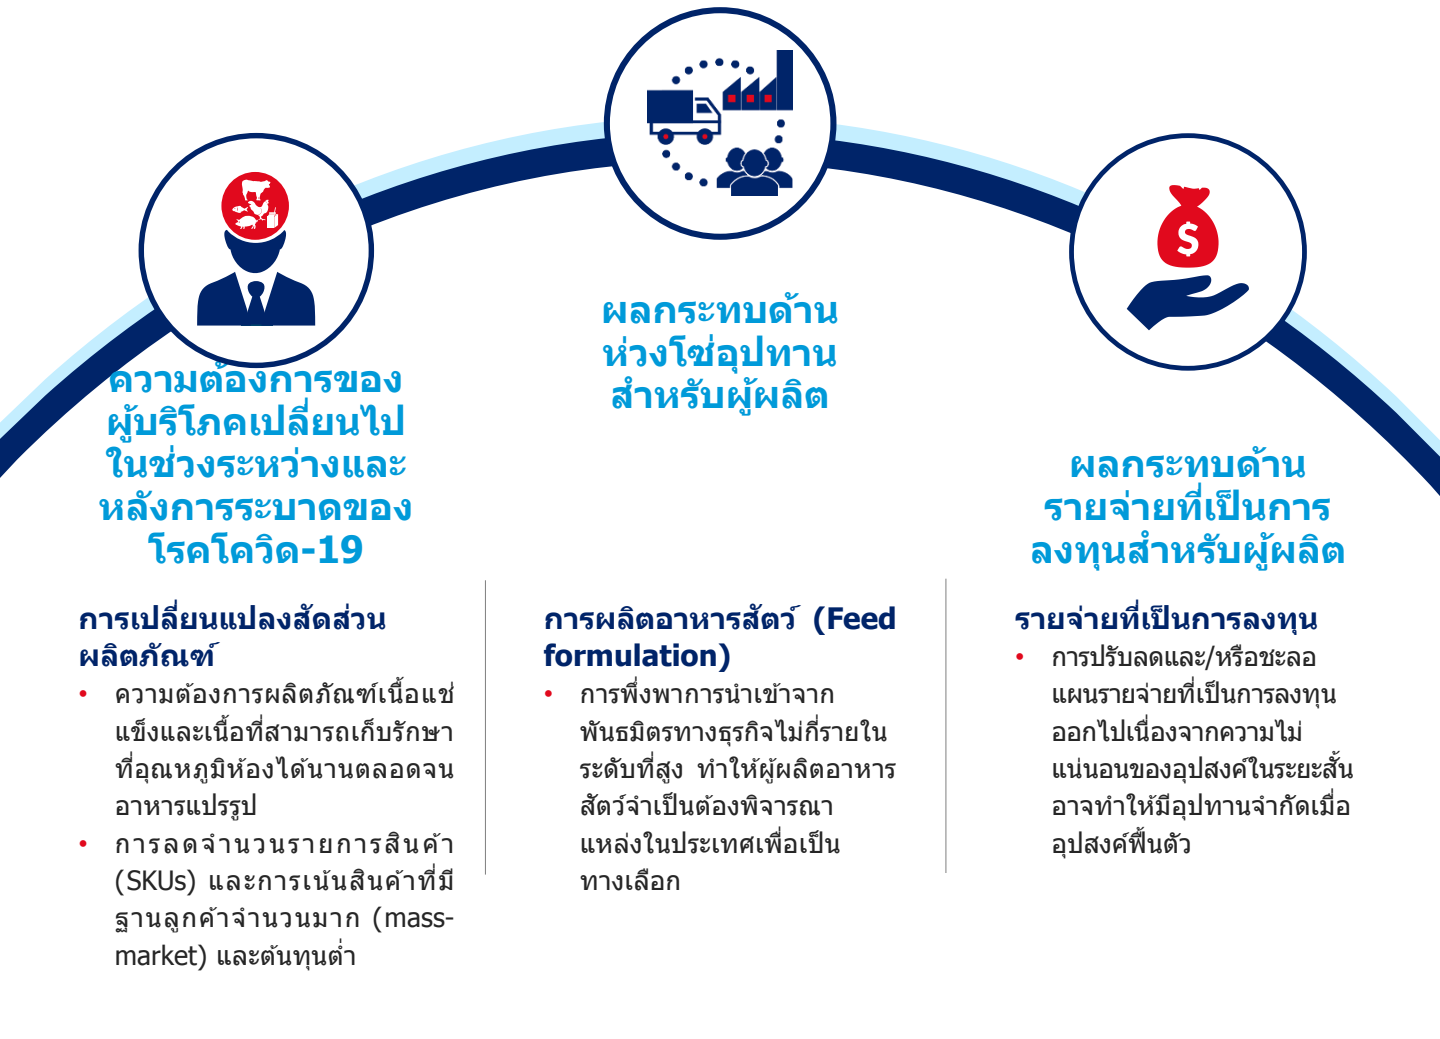 ความต้องการของ
ผู้บริโภคเปลี่ยนไป
ในช่วงระหว่างและ
หลังการระบาดของ
โรคโควิด-19
ผลกระทบด้าน
ห่วงโซ่อุปทาน
สำหรับผู้ผลิต
ผลกระทบด้าน
รายจ่ายที่เป็นการ
ลงทุนสำหรับผู้ผลิต
การเปลี่ยนแปลงสัดส่วน
ผลิตภัณฑ์
• ความต้องการผลิตภัณฑ์เนื้อแช่
แข็งและเนื้อที่สามารถเก็บรักษา
ที่อุณหภูมิห้องได้นานตลอดจน
อาหารแปรรูป
• การลดจำนวนรายการสินค้า
(SKUs) และการเน้นสินค้าที่มี
ฐานลูกค้าจำนวนมาก (mass-
market) และต้นทุนต่ำ
การผลิตอาหารสัตว์ (Feed
formulation)
• การพึ่งพาการนำเข้าจาก
พันธมิตรทางธุรกิจไม่กี่รายใน
ระดับที่สูง ทำให้ผู้ผลิตอาหาร
สัตว์จำเป็นต้องพิจารณา
แหล่งในประเทศเพื่อเป็น
ทางเลือก
รายจ่ายที่เป็นการลงทุน
• การปรับลดและ/หรือชะลอ
แผนรายจ่ายที่เป็นการลงทุน
ออกไปเนื่องจากความไม่
แน่นอนของอุปสงค์ในระยะสั้น
อาจทำให้มีอุปทานจำกัดเมื่อ
อุปสงค์ฟื้นตัว
$